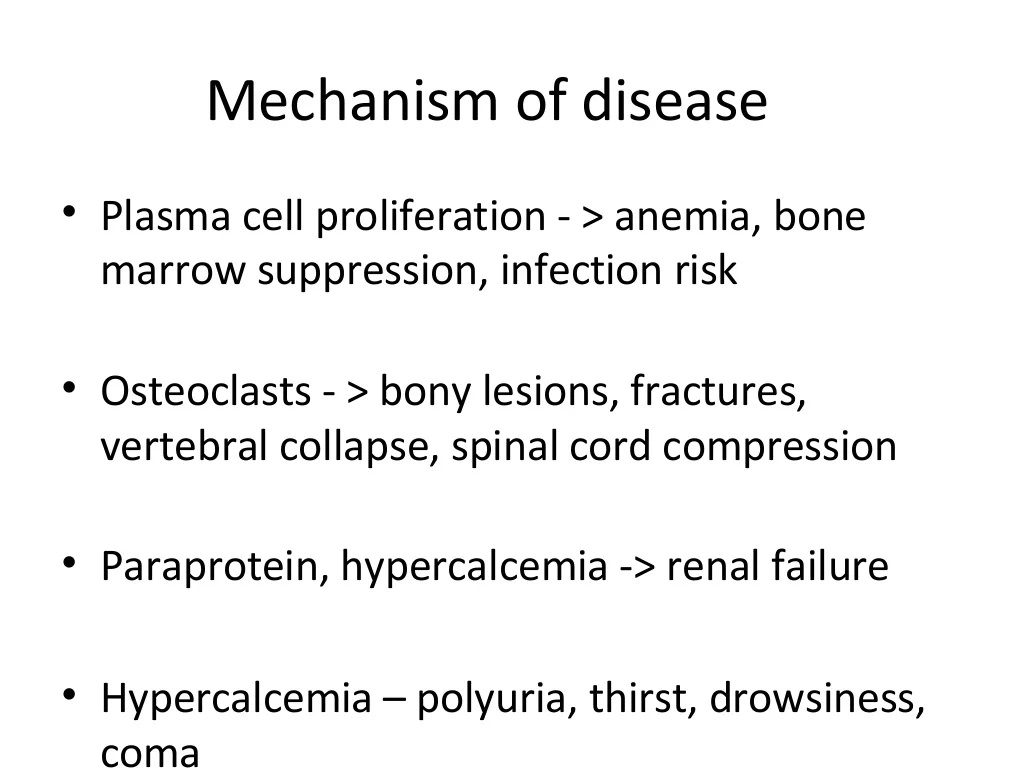 Mechanism of disease
• Plasma cell proliferation - > anemia, bone
marrow suppression, infection risk
• Osteoclasts - > bony lesions, fractures,
vertebral collapse, spinal cord compression
• Paraprotein, hypercalcemia -> renal failure
• Hypercalcemia – polyuria, thirst, drowsiness,
coma